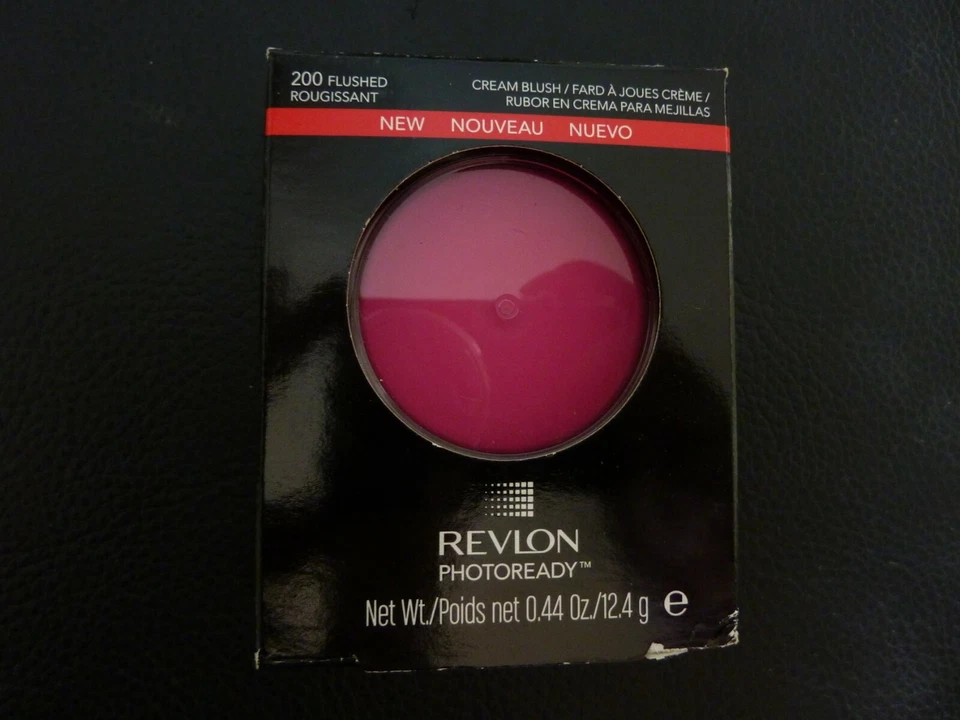 200 FLUSHED
ROUGISSANT
CREAM BLUSH / FARD À JOUES CRÈME /
RUBOR EN CREMA PARA MEJILLAS
NEW NOUVEAU NUEVO
REVLON
PHOTOREADY™
Net Wt./Poids net 0.44 Oz./12.4 g ℮